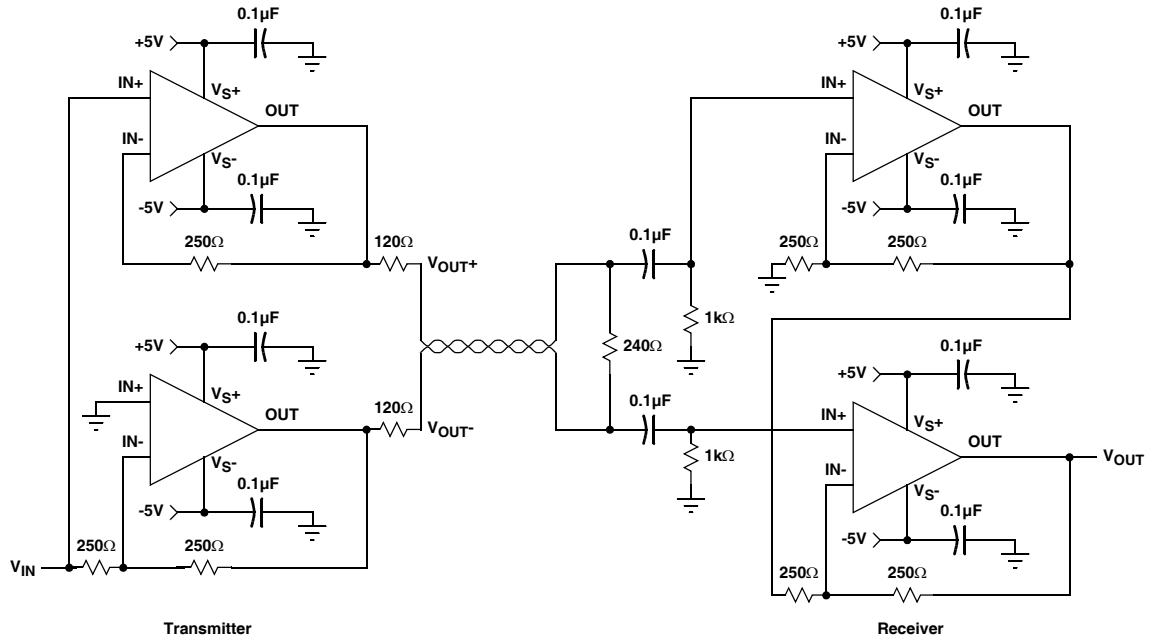 0.1µF
+5V
IN+
VS+
OUT
IN-
VS-
0.1µF
-5V
250Ω
120Ω
VOUT+
0.1µF
+5V
IN+
VS+
OUT
120Ω
VOUT-
IN-
VS-
0.1µF
-5V
250Ω
250Ω
VIN
Transmitter
0.1µF
1kΩ
240Ω
0.1µF
1kΩ
0.1µF
+5V
IN+
VS+
OUT
IN-
VS-
0.1µF
-5V
250Ω
250Ω
0.1µF
+5V
IN+
VS+
OUT
VOUT
IN-
VS-
0.1µF
-5V
250Ω
250Ω
Receiver